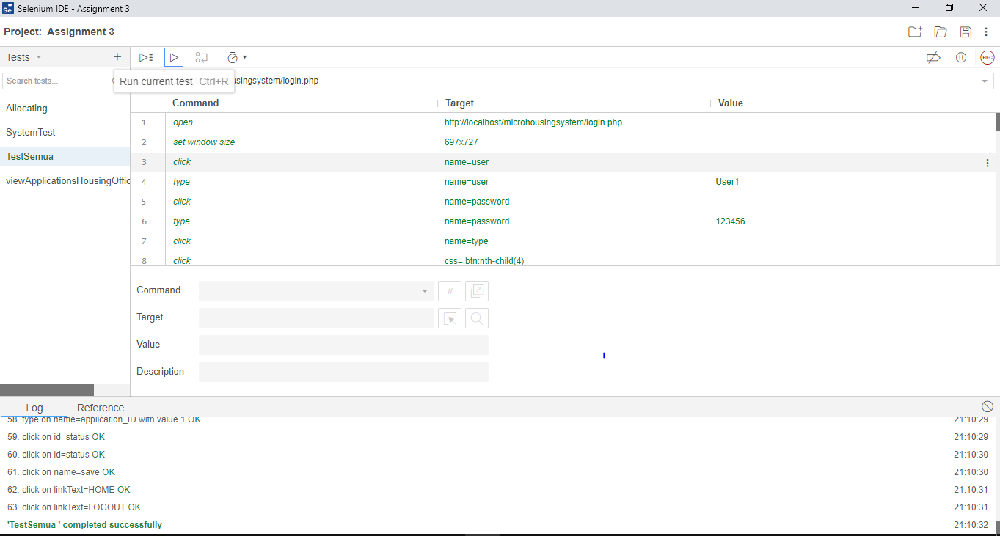 Se Selenium IDE - Assignment 3
Project: Assignment 3
Tests
Search tests...
Run current test Ctrl+R
usingsystem/login.php
REC
Allocating
SystemTest
TestSemua
viewApplicationsHousingOffic
Command Target Value
1 open http://localhost/microhousingsystem/login.php
2 set window size 697x727
3 click name=user
4 type name=user User1
5 click name=password
6 type name=password 123456
7 click name=type
8 click css=.btn:nth-child(4)
Command //
Target
Value
Description
Log Reference
58. type on name=application_ID with value 1 OK 21:10:29
59. click on id=status OK 21:10:29
60. click on id=status OK 21:10:30
61. click on name=save OK 21:10:30
62. click on linkText=HOME OK 21:10:31
63. click on linkText=LOGOUT OK 21:10:31
'TestSemua ' completed successfully 21:10:32